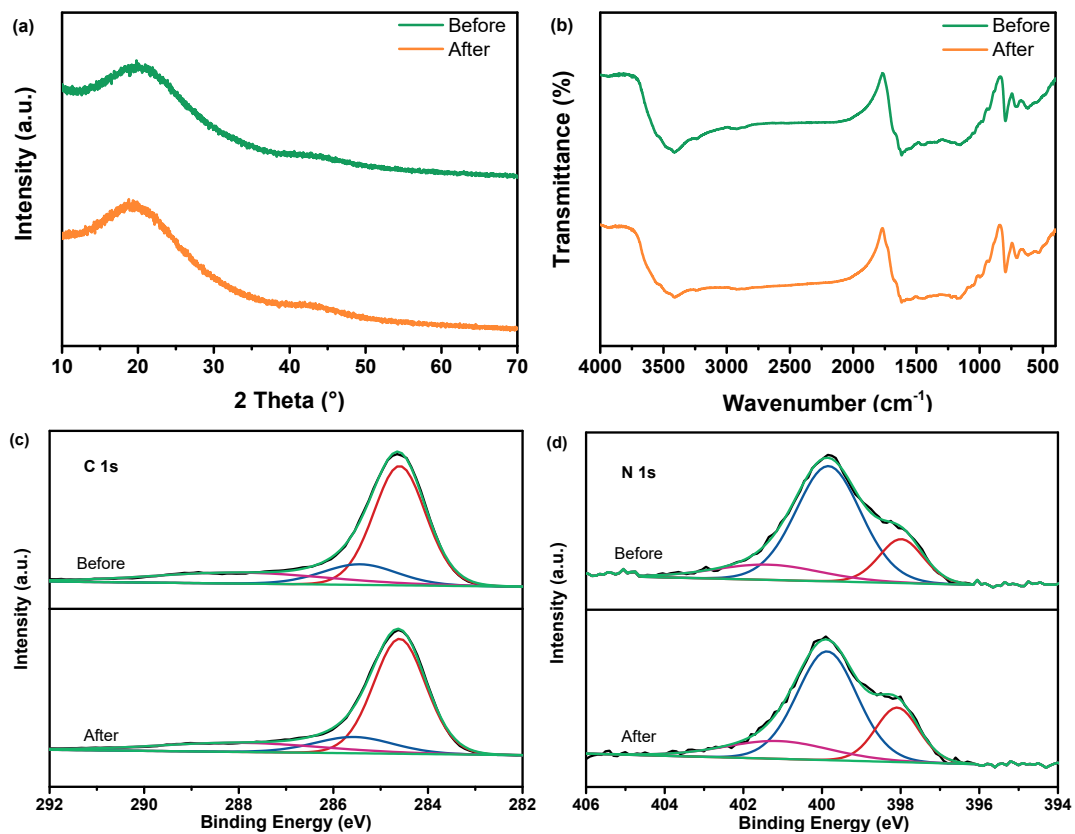 (a)
Before
After
Intensity (a.u.)
10 20 30 40 50 60 70
2 Theta (°)
(b)
Before
After
Transmittance (%)
4000 3500 3000 2500 2000 1500 1000 500
Wavenumber (cm⁻¹)
(c)
C 1s
Before
After
Intensity (a.u.)
292 290 288 286 284 282
Binding Energy (eV)
(d)
N 1s
Before
After
Intensity (a.u.)
406 404 402 400 398 396 394
Binding Energy (eV)